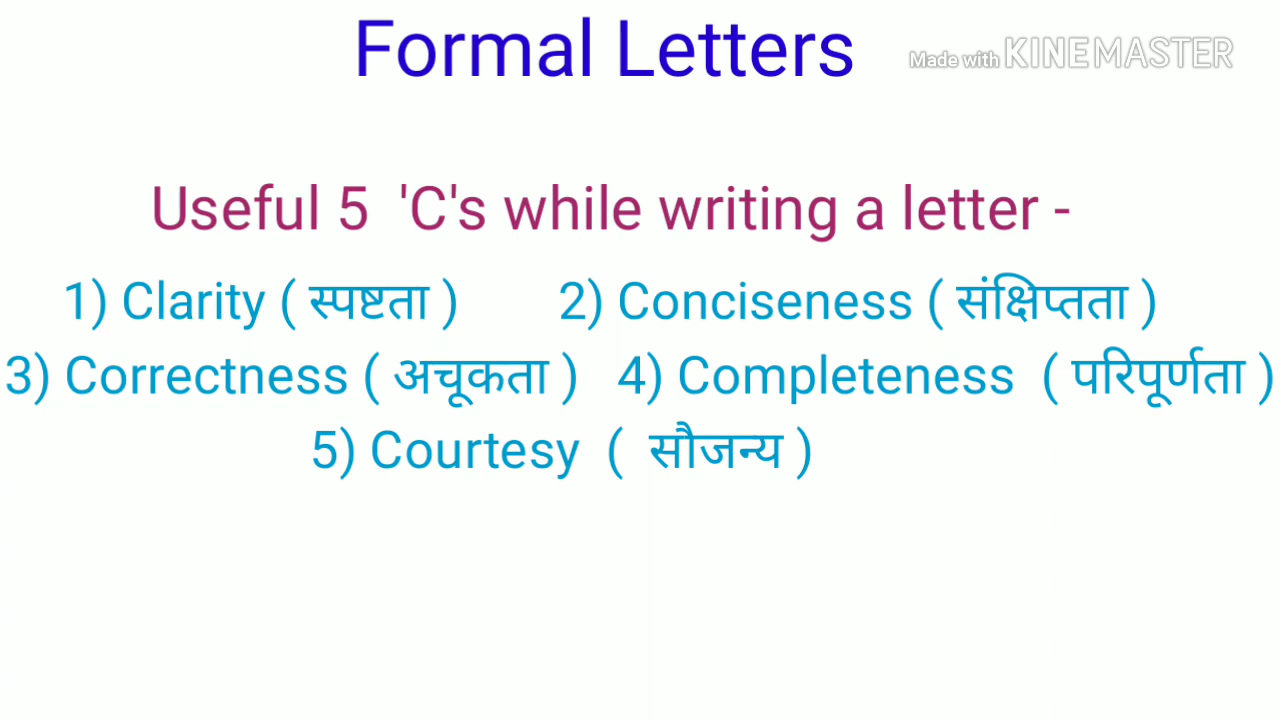 Formal Letters
Made with KINEMASTER
Useful 5 'C's while writing a letter -
1) Clarity ( स्पष्टता ) 2) Conciseness ( संक्षिप्तता )
3) Correctness ( अचूकता ) 4) Completeness ( परिपूर्णता )
5) Courtesy ( सौजन्य )